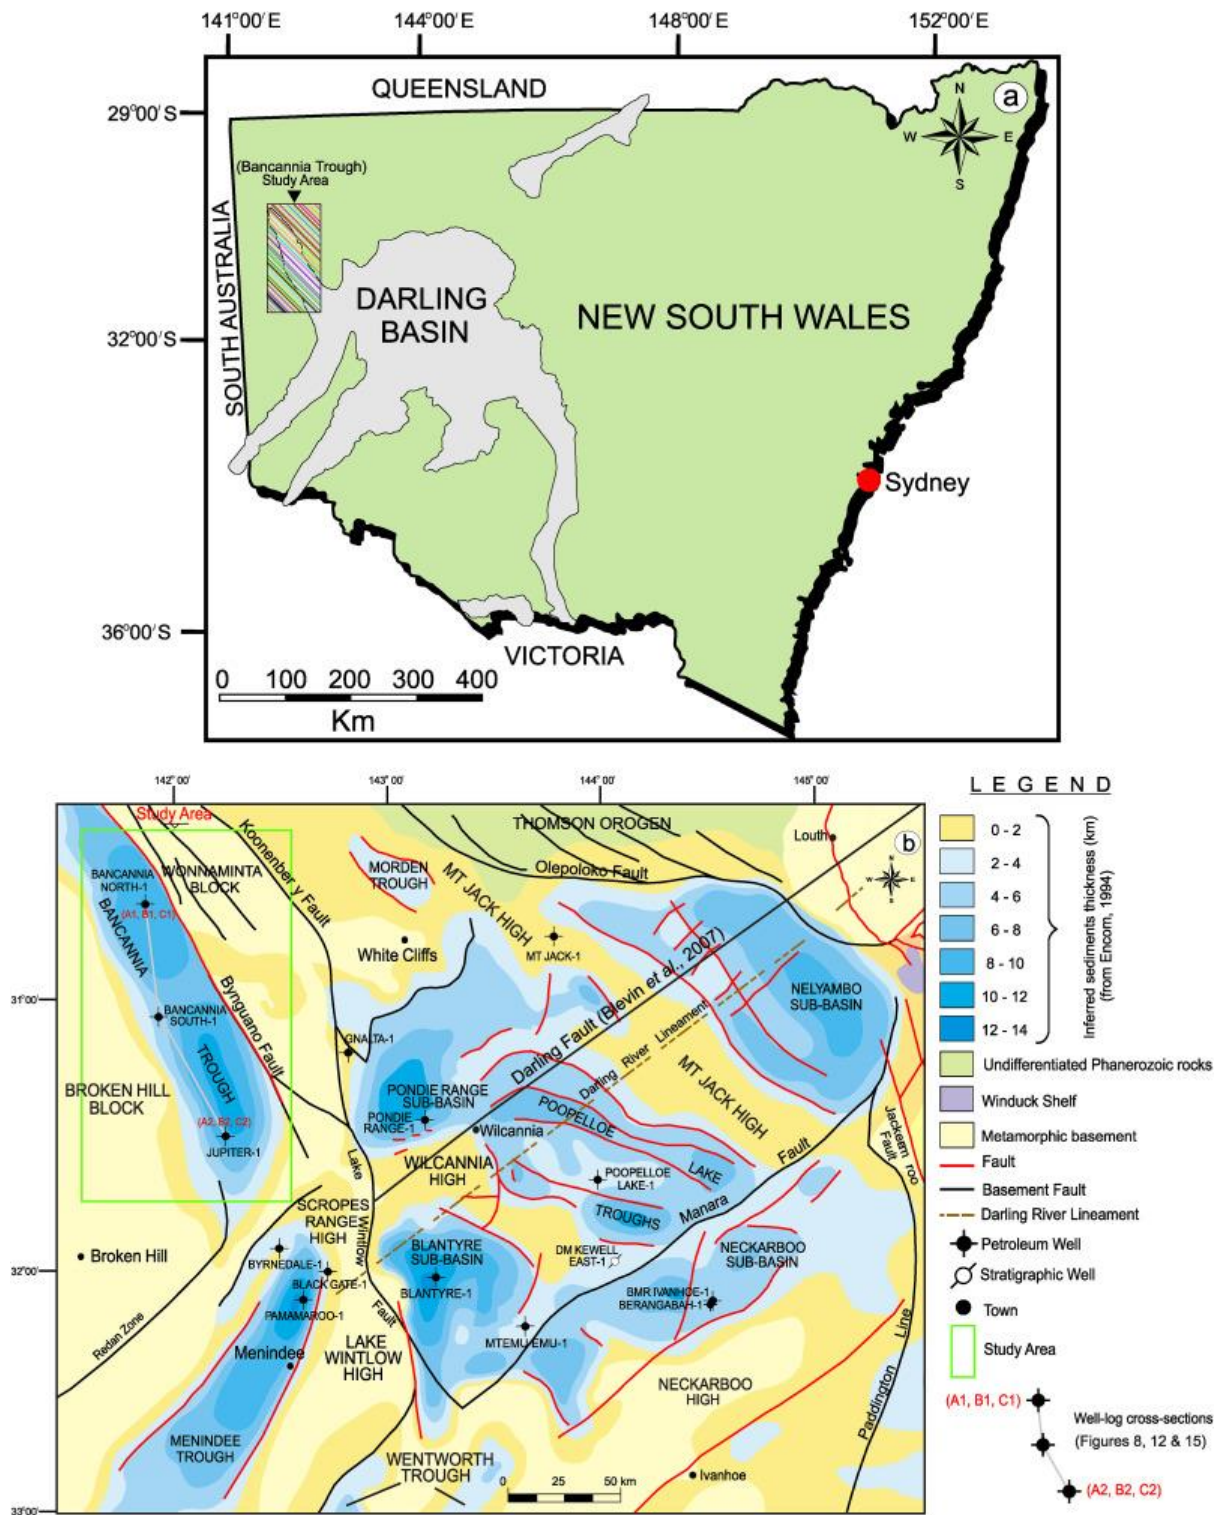 141°00′E
144°00′E
148°00′E
152°00′E
QUEENSLAND
a
29°00′S
N
W
E
S
(Bancannia Trough)
Study Area
SOUTH AUSTRALIA
DARLING
BASIN
NEW SOUTH WALES
32°00′S
Sydney
36°00′S
VICTORIA
0 100 200 300 400
Km
142° 00′
143° 00′
144° 00′
145° 00′
Study Area
WONNAMINTA
BLOCK
Koonenber y Fault
BANCANNIA
NORTH-1
(A1, B1, C1)
BANCANNIA
TROUGH
BANCANNIA
SOUTH-1
Bynguano Fault
BROKEN HILL
BLOCK
(A2, B2, C2)
JUPITER-1
MORDEN
TROUGH
MT JACK HIGH
THOMSON OROGEN
Olepoloko Fault
Louth
b
N
W
E
S
White Cliffs
MT JACK-1
Darling Fault (Blevin et al., 2007)
Darling River Lineament
NELYAMBO
SUB-BASIN
31°00′
GNALTA-1
PONDIE RANGE
SUB-BASIN
PONDIE
RANGE-1
Wilcannia
POOPELLOE
LAKE
TROUGHS
POOPELLOE
LAKE-1
MT JACK HIGH
Manara
Fault
Jackerm roo
Fault
WILCANNIA
HIGH
Lake
Wintlow
Fault
SCROPES
RANGE
HIGH
Broken Hill
BYRNEDALE-1
BLACK GATE-1
PAMAMAROO-1
BLANTYRE
SUB-BASIN
BLANTYRE-1
DM KEWELL
EAST-1
NECKARBOO
SUB-BASIN
BMR IVANHOE-1
BERANGABAH-1
MTEMU EMU-1
32°00′
Redan Zone
Menindee
LAKE
WINTLOW
HIGH
NECKARBOO
HIGH
Paddington
Line
MENINDEE
TROUGH
WENTWORTH
TROUGH
Ivanhoe
0 25 50 km
33°00′
L E G E N D
0 - 2
2 - 4
4 - 6
6 - 8
8 - 10
10 - 12
12 - 14
Inferred sediments thickness (km)
(from Encom, 1994)
Undifferentiated Phanerozoic rocks
Winduck Shelf
Metamorphic basement
Fault
Basement Fault
Darling River Lineament
Petroleum Well
Stratigraphic Well
Town
Study Area
(A1, B1, C1)
Well-log cross-sections
(Figures 8, 12 & 15)
(A2, B2, C2)